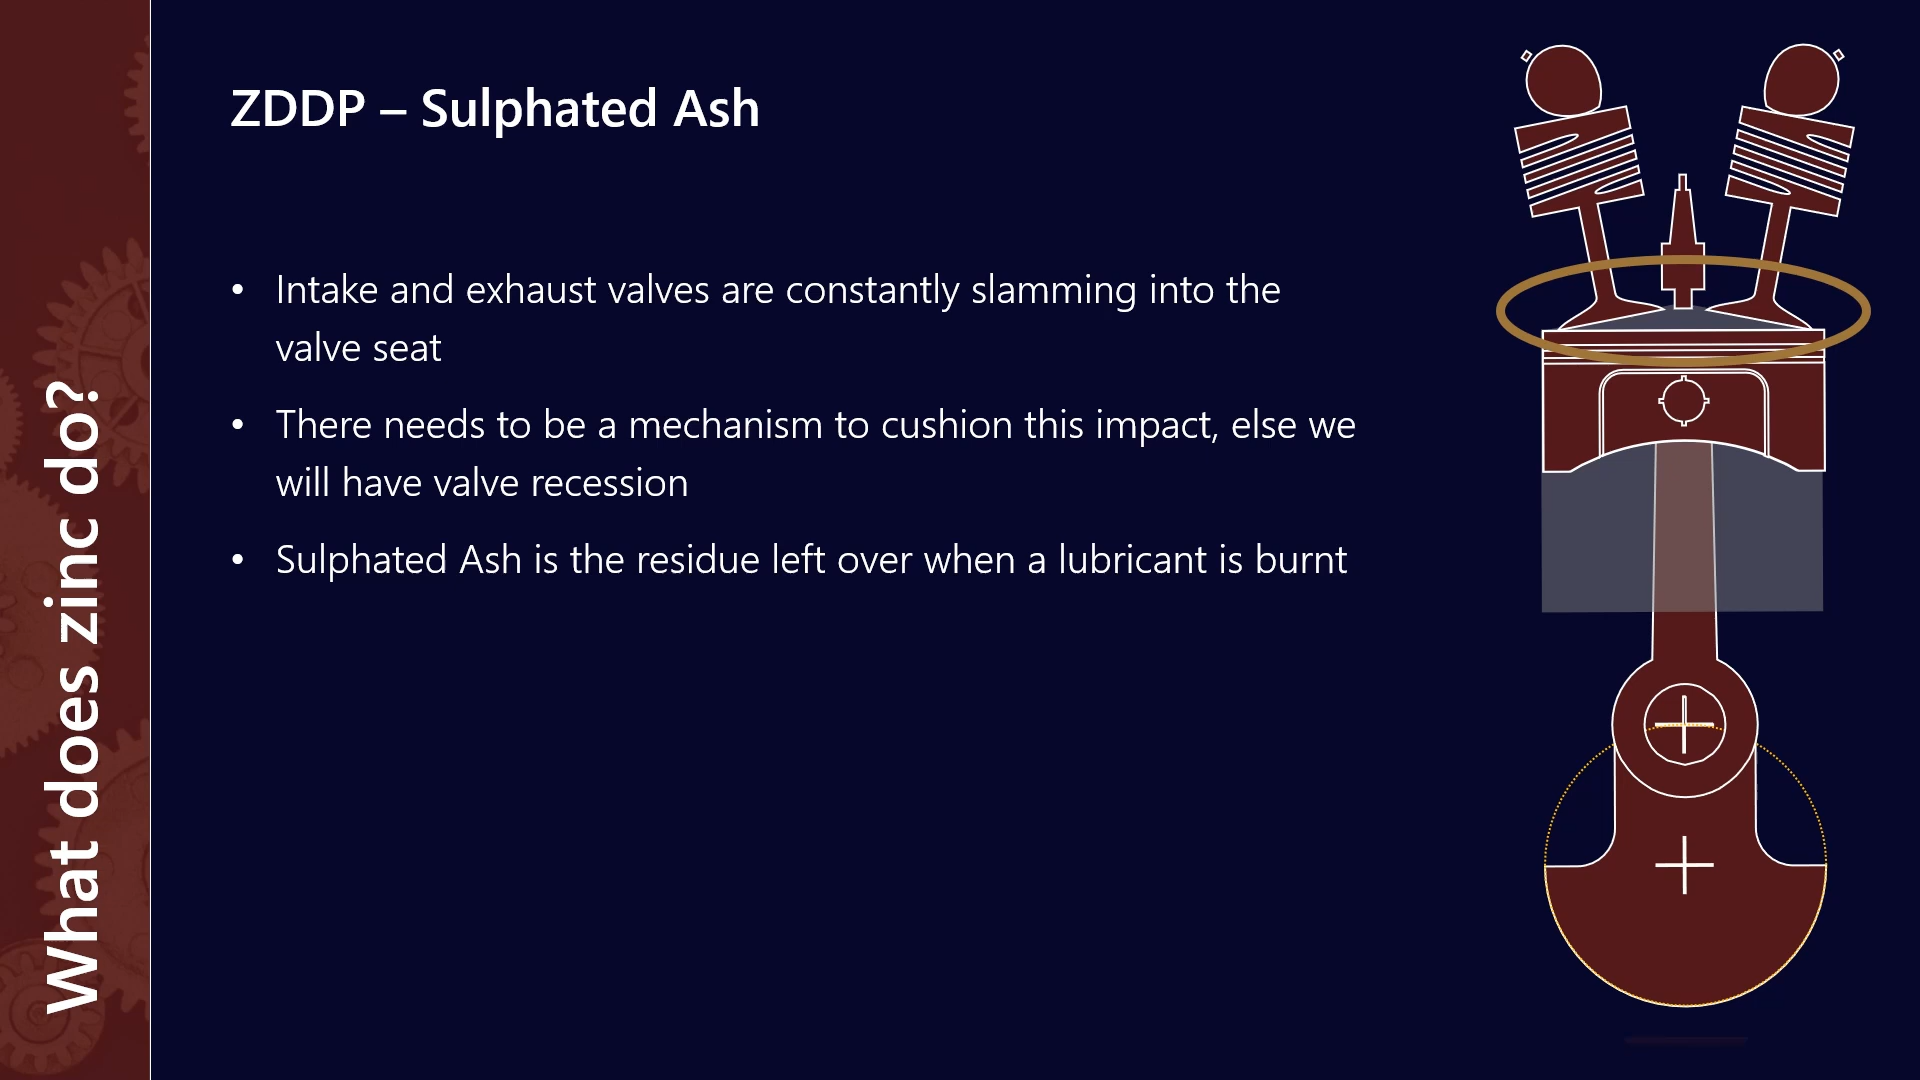 What does zinc do?
ZDDP – Sulphated Ash
• Intake and exhaust valves are constantly slamming into the
valve seat
• There needs to be a mechanism to cushion this impact, else we
will have valve recession
• Sulphated Ash is the residue left over when a lubricant is burnt